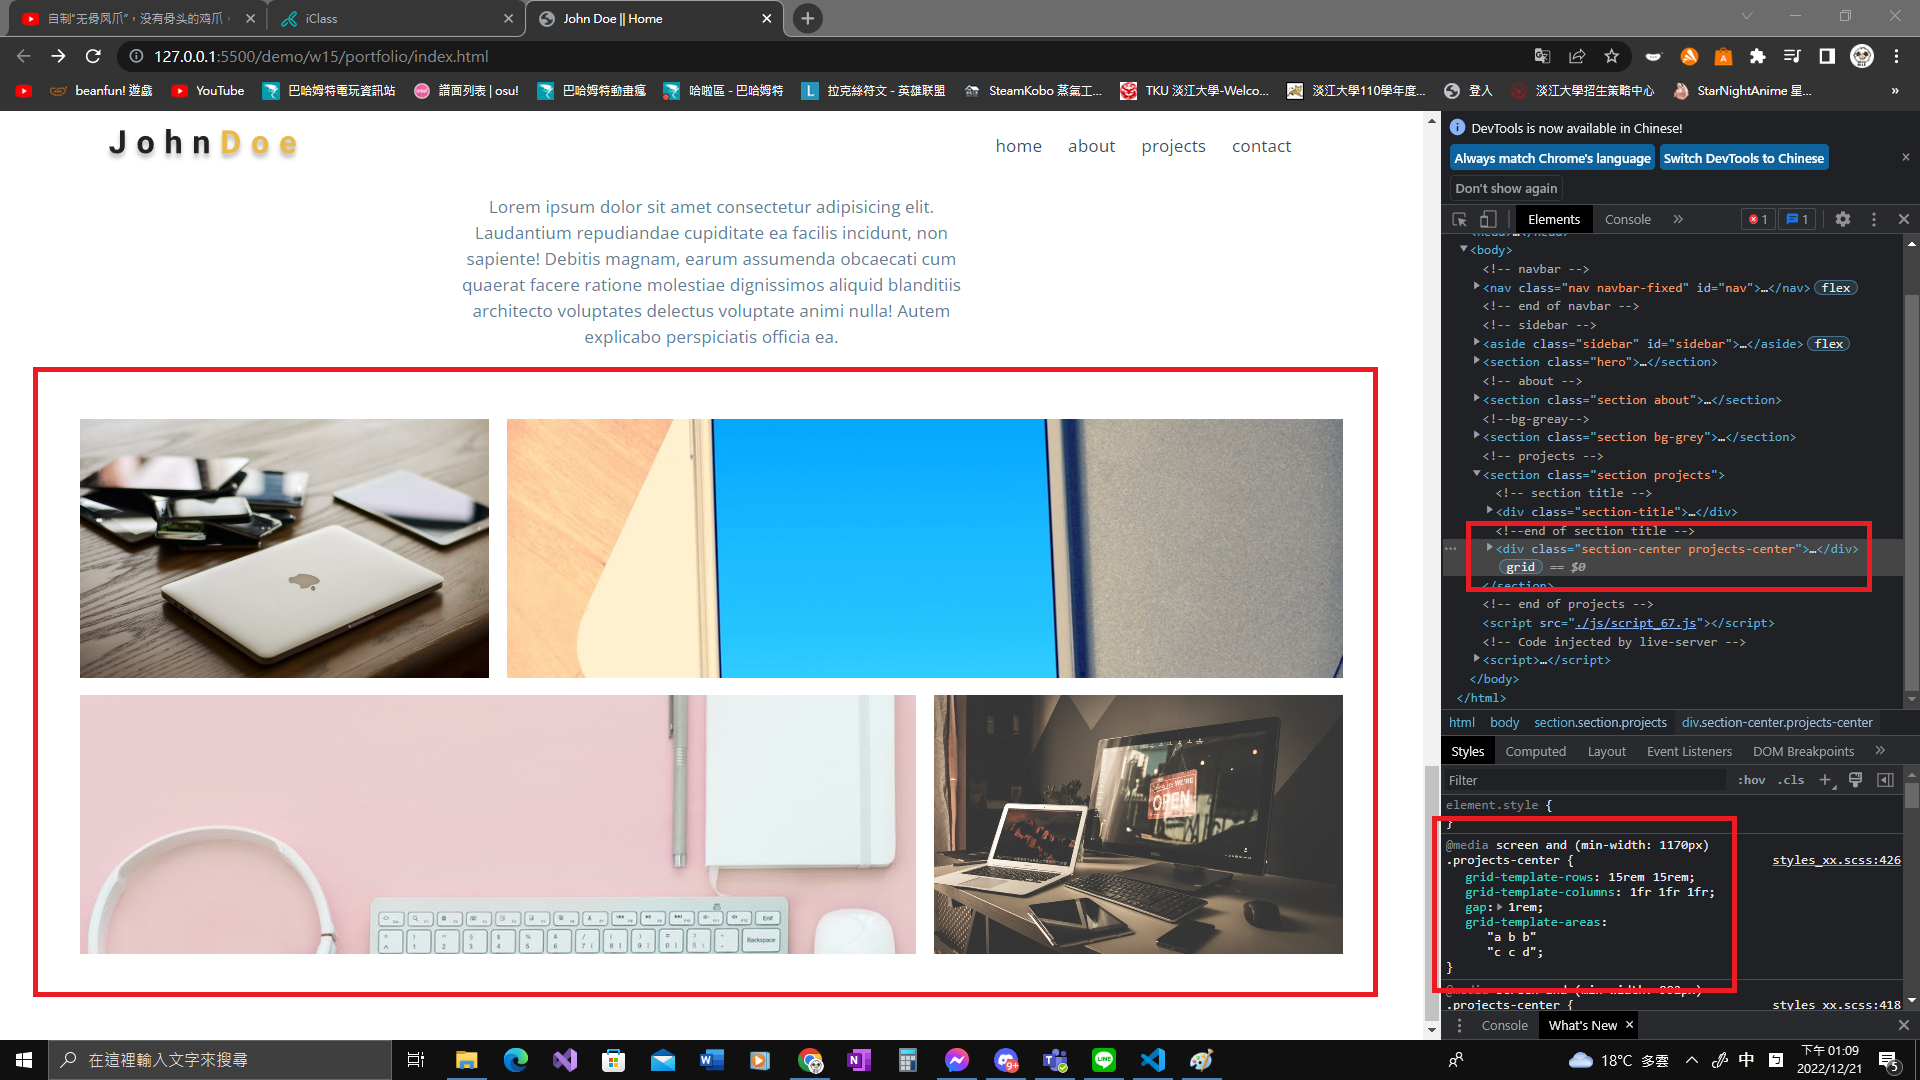 自制“无骨凤爪”，没有骨头的鸡爪，
iClass
John Doe || Home
127.0.0.1:5500/demo/w15/portfolio/index.html
beanfun! 遊戲
YouTube
巴哈姆特電玩資訊站
譜面列表 | osu!
巴哈姆特動畫瘋
哈啦區 - 巴哈姆特
拉克絲符文 - 英雄联盟
SteamKobo 蒸氣工...
TKU 淡江大學-Welco...
淡江大學110學年度...
登入
淡江大學招生策略中心
StarNightAnime 星...
»
JohnDoe
home about projects contact
Lorem ipsum dolor sit amet consectetur adipisicing elit.
Laudantium repudiandae cupiditate ea facilis incidunt, non
sapiente! Debitis magnam, earum assumenda obcaecati cum
quaerat facere ratione molestiae dignissimos aliquid blanditiis
architecto voluptates delectus voluptate animi nulla! Autem
explicabo perspiciatis officia ea.
WE'RE
OPEN
Backspace
DevTools is now available in Chinese!
Always match Chrome's language
Switch DevTools to Chinese
Don't show again
Elements Console » 1 1
<head>…</head>
<body>
<!-- navbar -->
<nav class="nav navbar-fixed" id="nav">…</nav> flex
<!-- end of navbar -->
<!-- sidebar -->
<aside class="sidebar" id="sidebar">…</aside> flex
<section class="hero">…</section>
<!-- about -->
<section class="section about">…</section>
<!--bg-greay-->
<section class="section bg-grey">…</section>
<!-- projects -->
<section class="section projects">
<!-- section title -->
<div class="section-title">…</div>
<!--end of section title -->
<div class="section-center projects-center">…</div>
grid == $0
</section>
<!-- end of projects -->
<script src="./js/script_67.js"></script>
<!-- Code injected by live-server -->
<script>…</script>
</body>
</html>
html body section.section.projects div.section-center.projects-center
Styles Computed Layout Event Listeners DOM Breakpoints »
Filter :hov .cls +
element.style {
}
@media screen and (min-width: 1170px)
.projects-center { styles_xx.scss:426
grid-template-rows: 15rem 15rem;
grid-template-columns: 1fr 1fr 1fr;
gap: 1rem;
grid-template-areas:
"a b b"
"c c d";
}
@media screen and (min-width: 992px)
.projects-center { styles_xx.scss:418
Console What's New
在這裡輸入文字來搜尋
9+
18°C 多雲
中
下午 01:09
2022/12/21
5